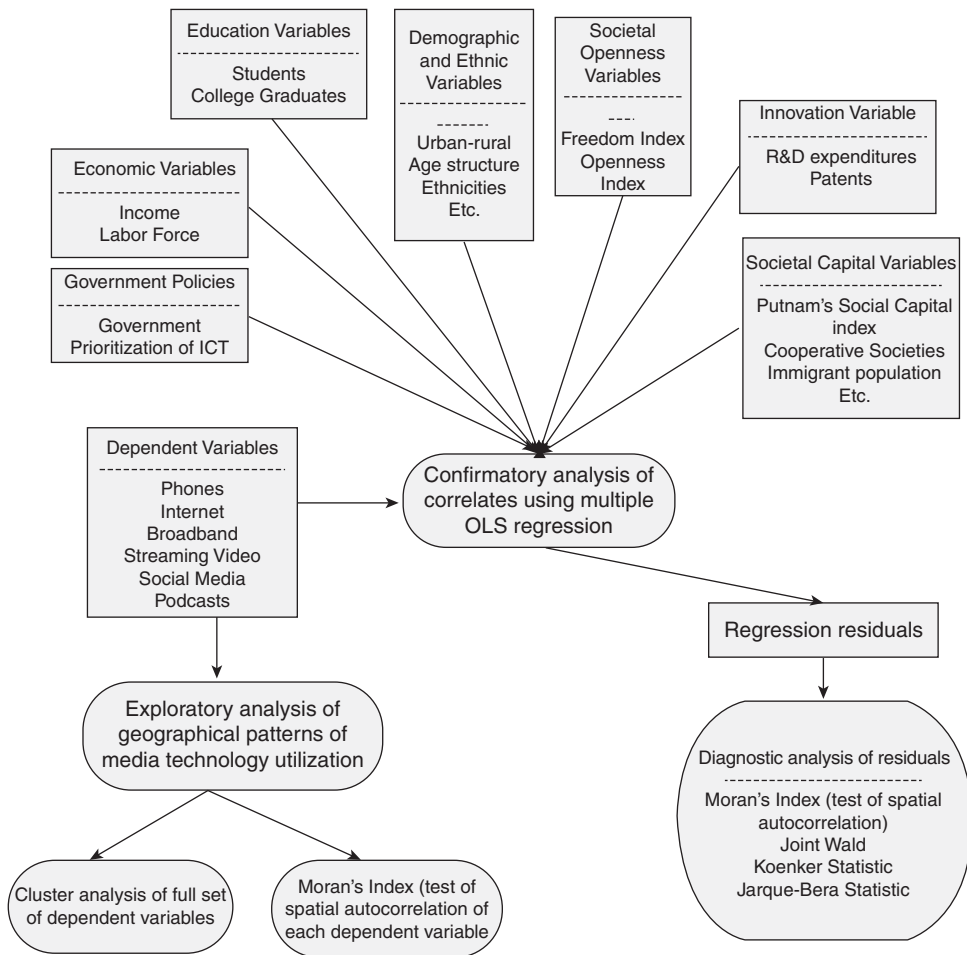 Education Variables
Students
College Graduates
Demographic
and Ethnic
Variables
Urban-rural
Age structure
Ethnicities
Etc.
Societal
Openness
Variables
Freedom Index
Openness
Index
Innovation Variable
R&D expenditures
Patents
Economic Variables
Income
Labor Force
Government Policies
Government
Prioritization of ICT
Societal Capital Variables
Putnam's Social Capital
index
Cooperative Societies
Immigrant population
Etc.
Dependent Variables
Phones
Internet
Broadband
Streaming Video
Social Media
Podcasts
Confirmatory analysis of
correlates using multiple
OLS regression
Regression residuals
Exploratory analysis of
geographical patterns of
media technology utilization
Diagnostic analysis of residuals
Moran's Index (test of spatial
autocorrelation)
Joint Wald
Koenker Statistic
Jarque-Bera Statistic
Cluster analysis of full set
of dependent variables
Moran's Index (test of
spatial autocorrelation of
each dependent variable